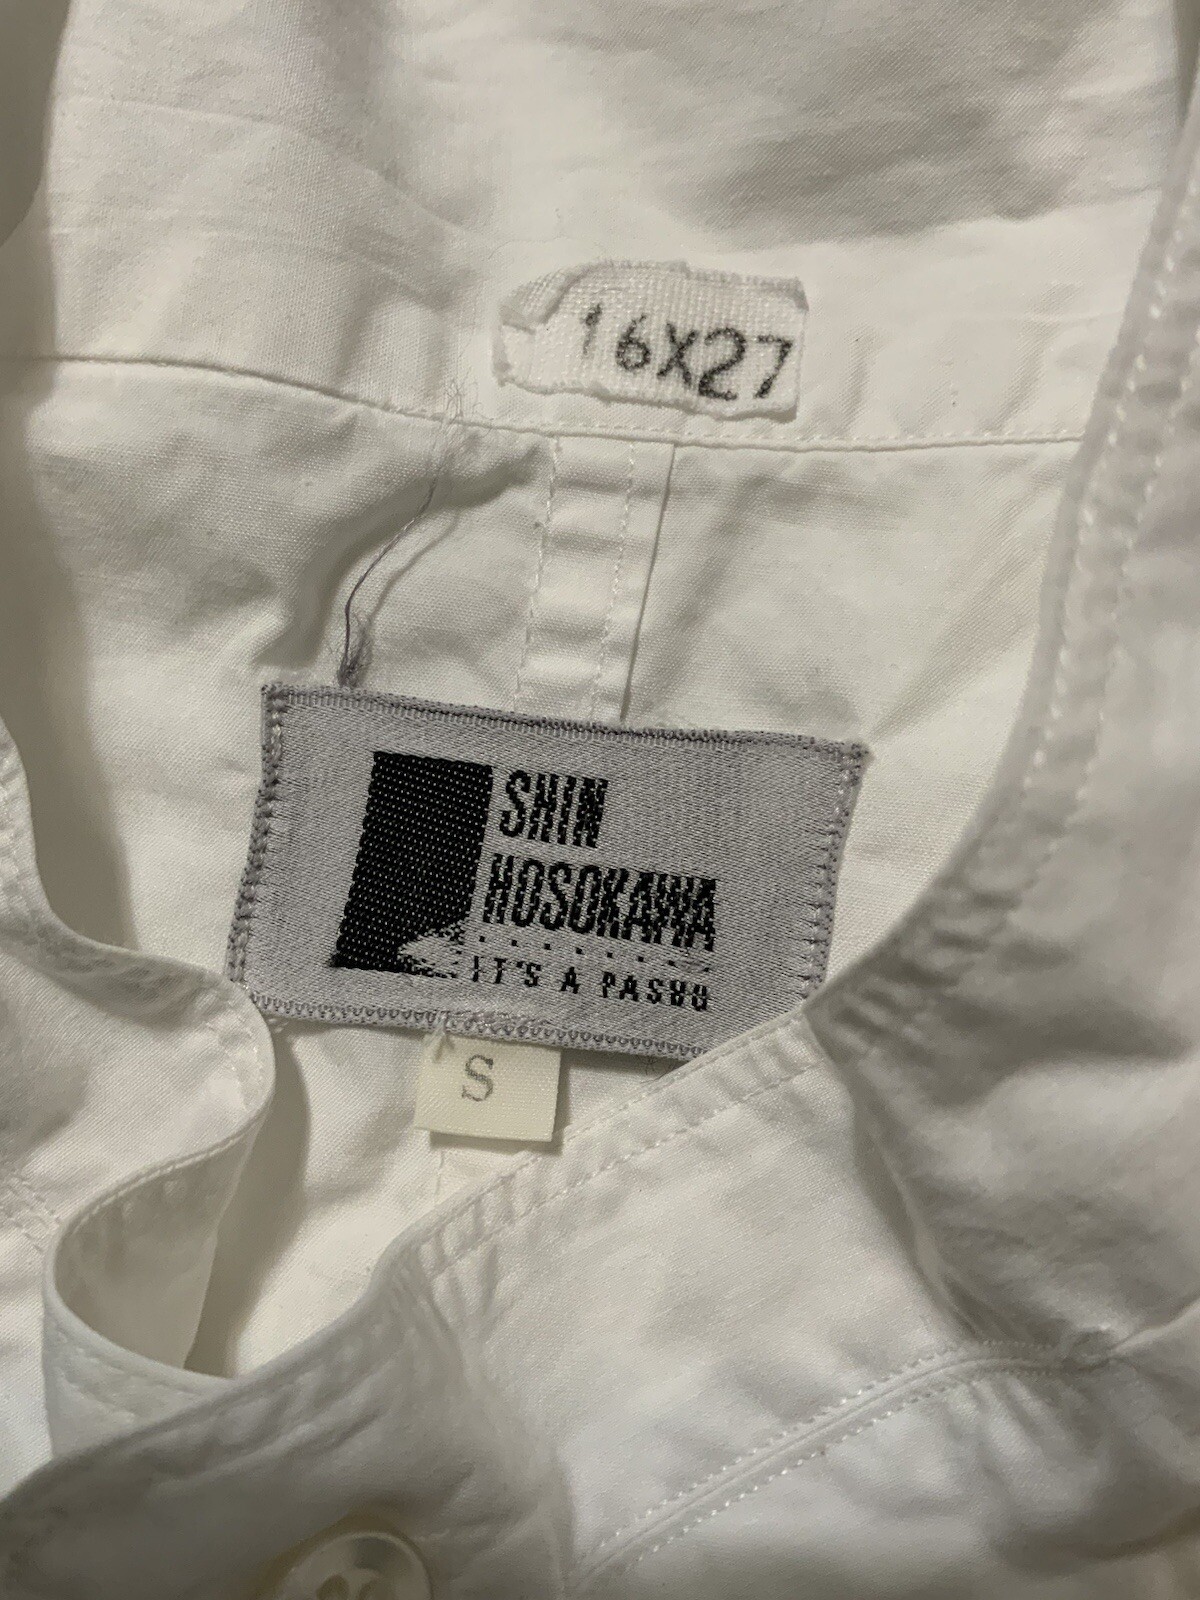 16X27
SHIN
HOSOKAWA
IT'S A PASHU
S